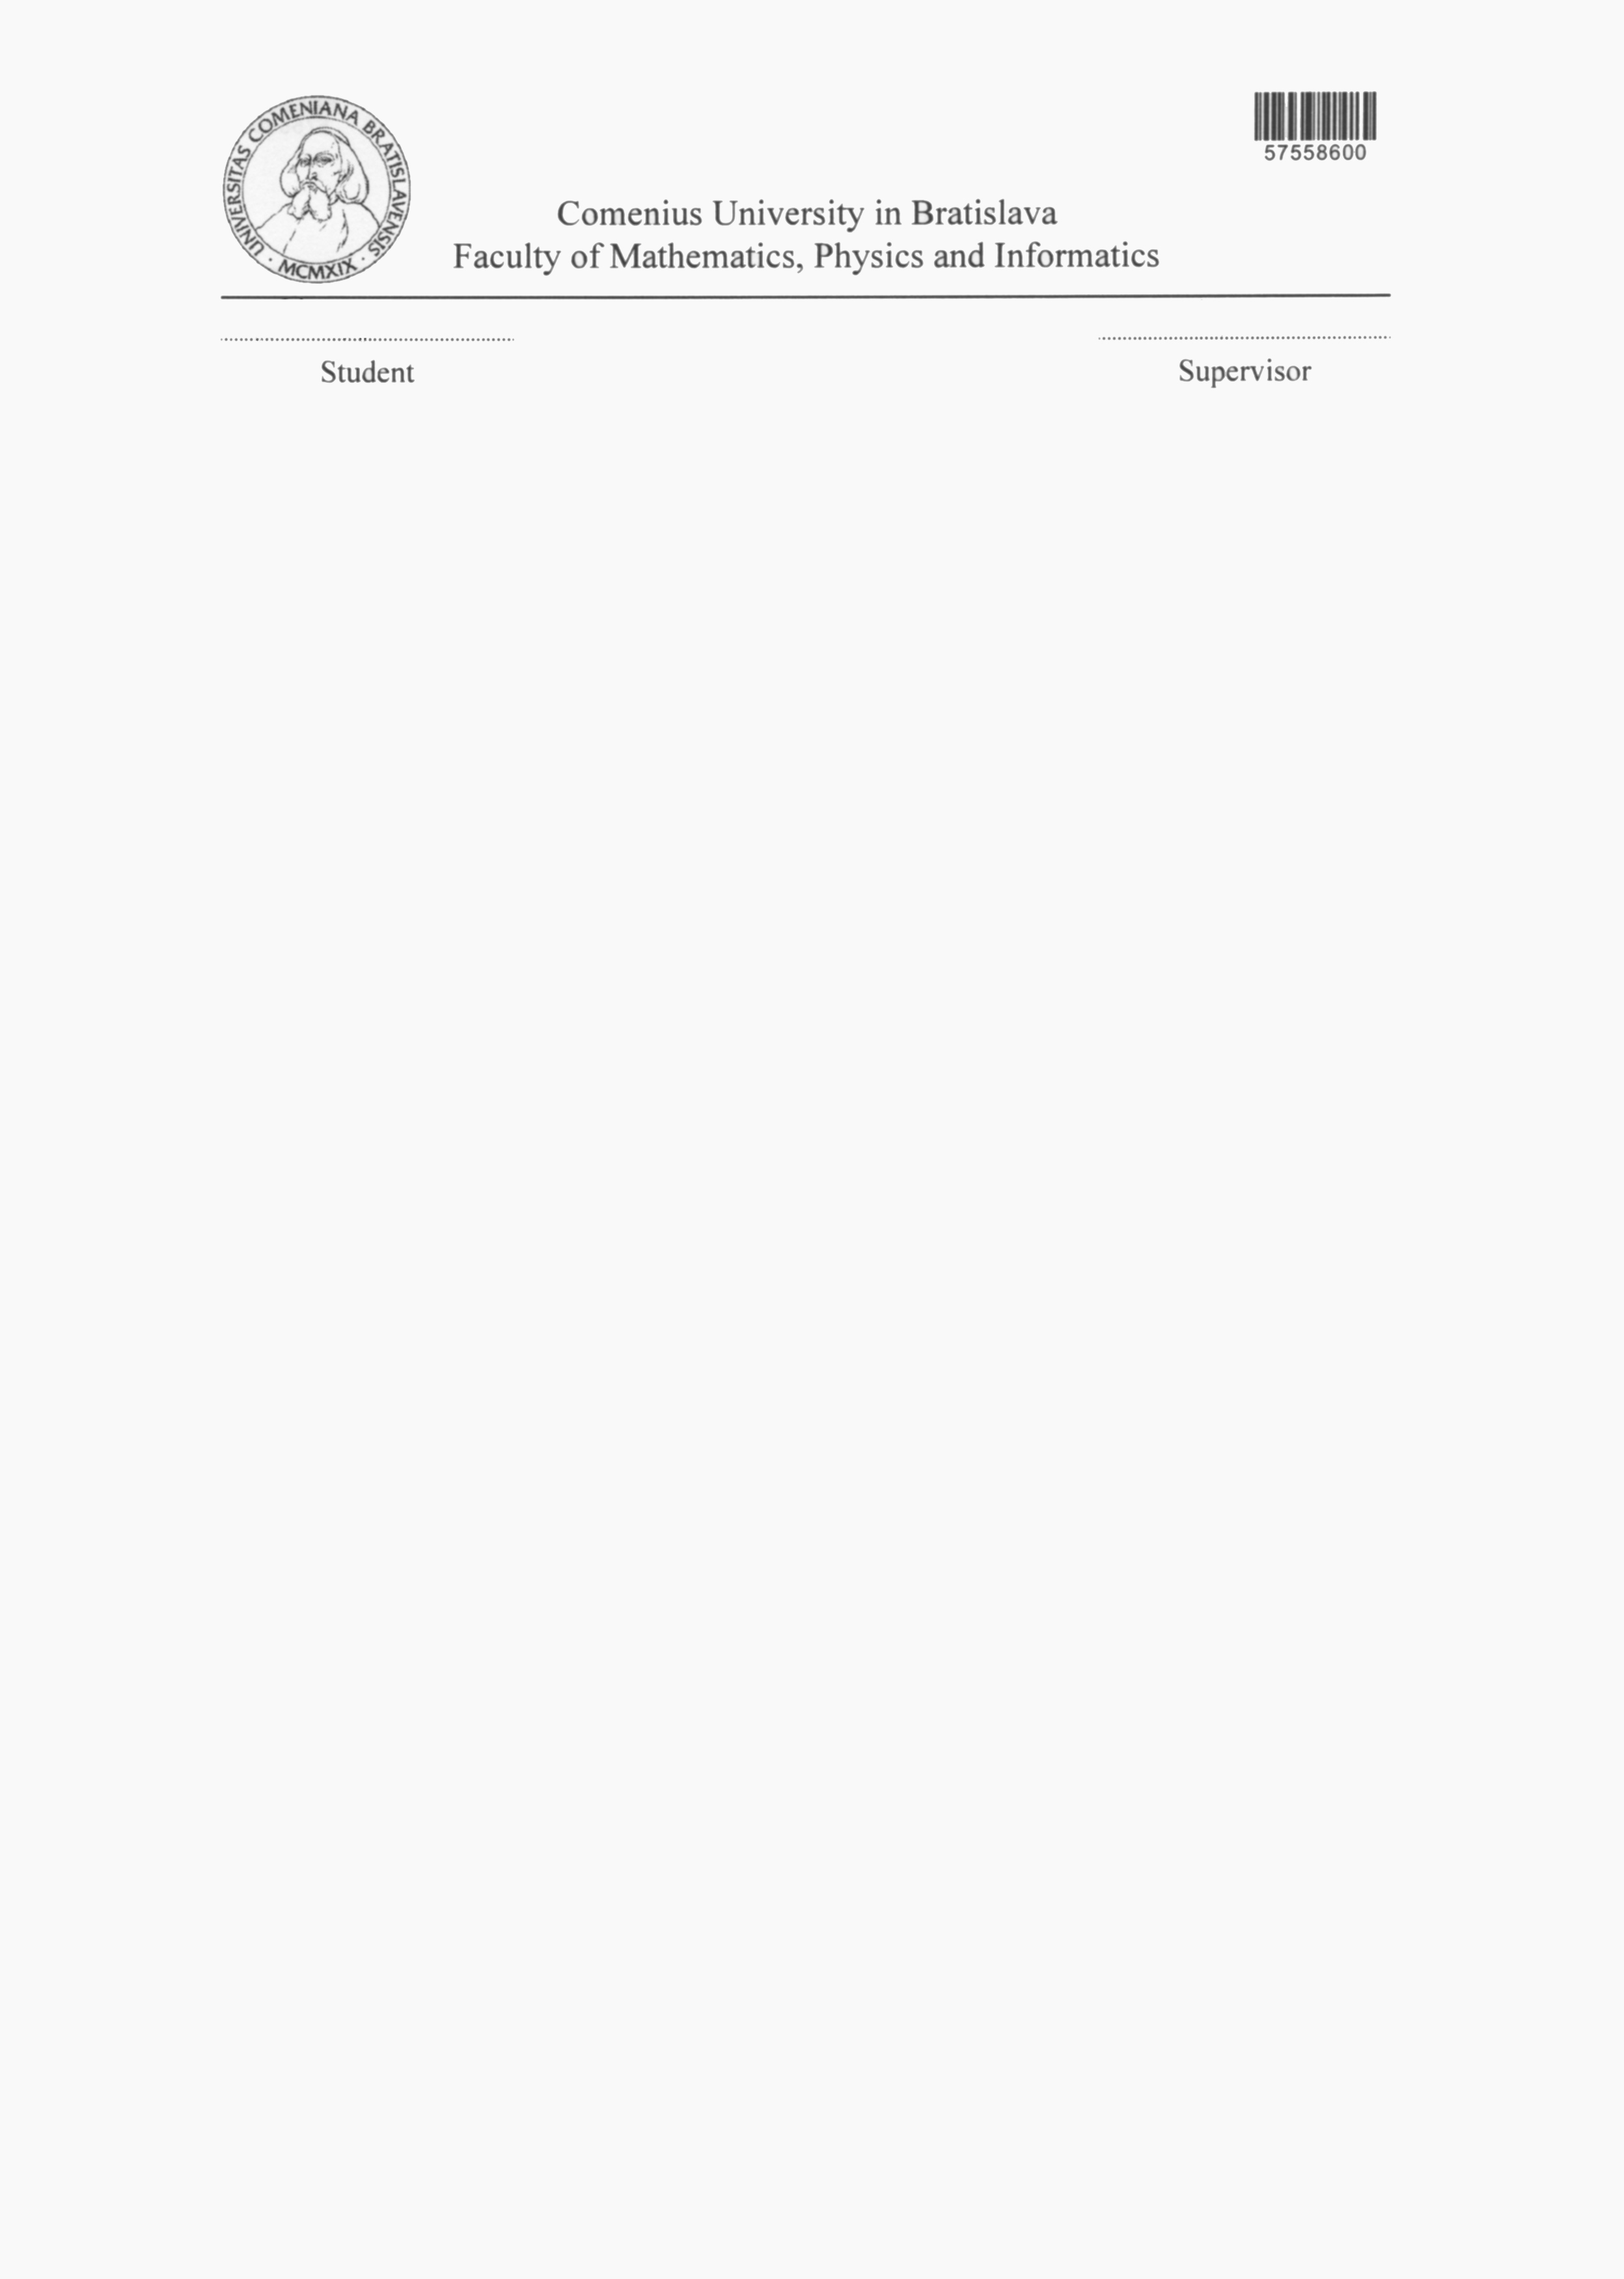 UNIVERSITAS COMENIANA BRATISLAVENSIS
· MCMXIX ·
57558600
Comenius University in Bratislava
Faculty of Mathematics, Physics and Informatics
Student
Supervisor